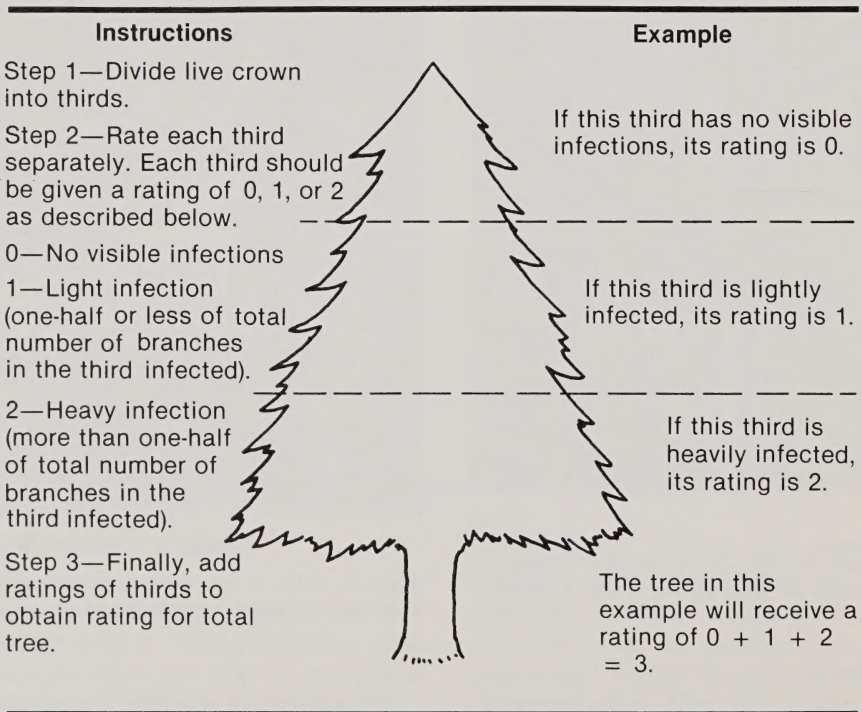 Instructions
Step 1—Divide live crown
into thirds.
Step 2—Rate each third
separately. Each third should
be given a rating of 0, 1, or 2
as described below.
0—No visible infections
1—Light infection
(one-half or less of total
number of branches
in the third infected).
2—Heavy infection
(more than one-half
of total number of
branches in the
third infected).
Step 3—Finally, add
ratings of thirds to
obtain rating for total
tree.
Example
If this third has no visible
infections, its rating is 0.
If this third is lightly
infected, its rating is 1.
If this third is
heavily infected,
its rating is 2.
The tree in this
example will receive a
rating of 0 + 1 + 2
= 3.